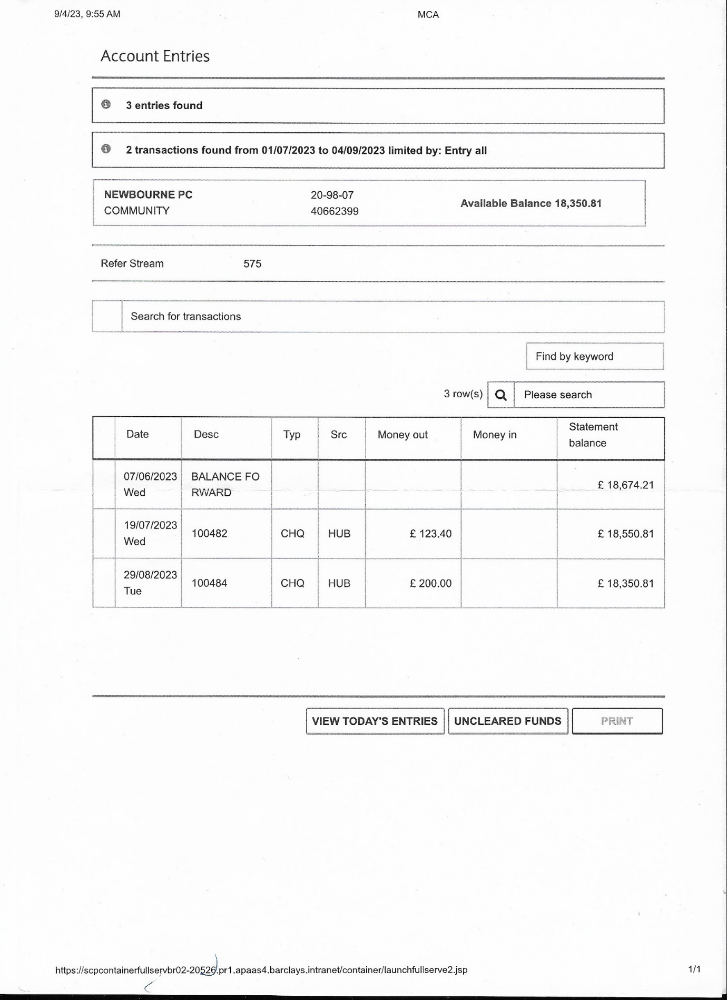 9/4/23, 9:55 AM MCA
Account Entries
3 entries found
2 transactions found from 01/07/2023 to 04/09/2023 limited by: Entry all
NEWBOURNE PC 20-98-07
Available Balance 18,350.81
COMMUNITY 40662399
Refer Stream 575
Search for transactions
Find by keyword
3 row(s) Please search
Date Desc Typ Src Money out Money in Statement
balance
07/06/2023 BALANCE FO
Wed RWARD £ 18,674.21
19/07/2023
Wed 100482 CHQ HUB £ 123.40 £ 18,550.81
29/08/2023
Tue 100484 CHQ HUB £ 200.00 £ 18,350.81
VIEW TODAY'S ENTRIES UNCLEARED FUNDS PRINT
https://scpcontainerfullservbr02-20526.pr1.apaas4.barclays.intranet/container/launchfullserve2.jsp 1/1